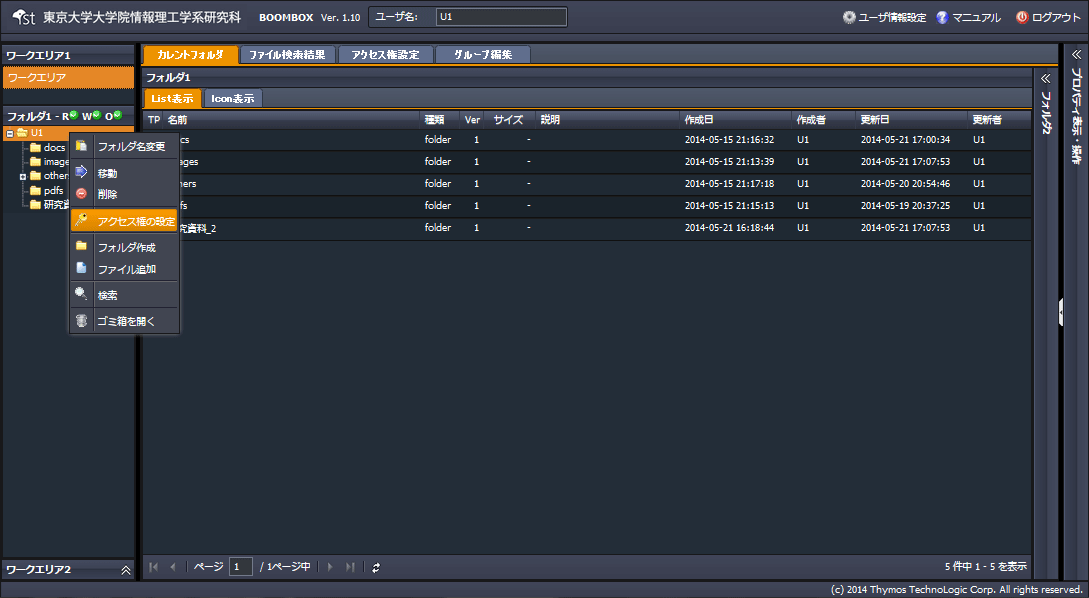 ist 東京大学大学院情報理工学系研究科 BOOMBOX Ver. 1.10 ユーザ名: U1 ユーザ情報設定 マニュアル ログアウト
ワークエリア1
ワークエリア
フォルダ1 - R W O
U1
docs
image
other
pdfs
研究資
フォルダ名変更
移動
削除
アクセス権の設定
フォルダ作成
ファイル追加
検索
ゴミ箱を開く
ワークエリア2
カレントフォルダ ファイル検索結果 アクセス権設定 グループ編集
フォルダ1
List表示 Icon表示
TP 名前 種類 Ver サイズ 説明 作成日 作成者 更新日 更新者
cs folder 1 - 2014-05-15 21:16:32 U1 2014-05-21 17:00:34 U1
ages folder 1 - 2014-05-15 21:13:39 U1 2014-05-21 17:07:53 U1
hers folder 1 - 2014-05-15 21:17:18 U1 2014-05-20 20:54:46 U1
fs folder 1 - 2014-05-15 21:15:13 U1 2014-05-19 20:37:25 U1
究資料_2 folder 1 - 2014-05-21 16:18:44 U1 2014-05-21 17:07:53 U1
ページ 1 / 1ページ中 5 件中 1 - 5 を表示
フォルダ2
プロパティ表示・操作
(c) 2014 Thymos TechnoLogic Corp. All rights reserved.